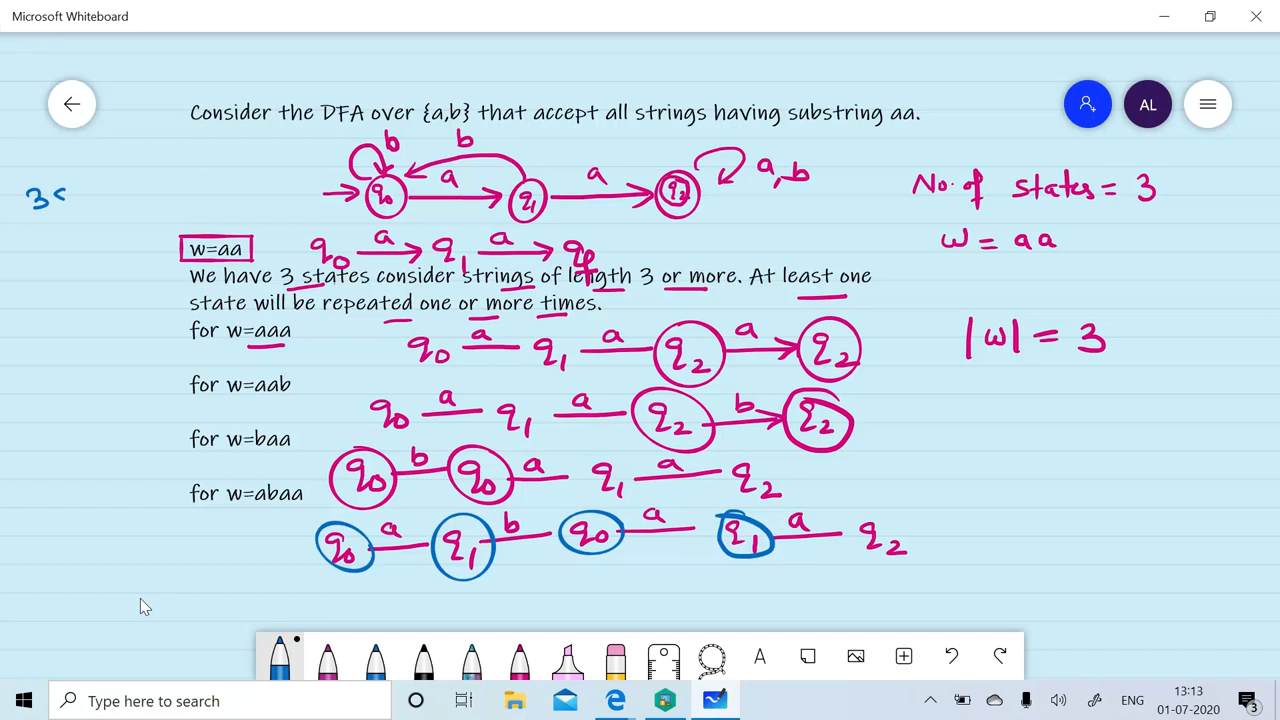 Microsoft Whiteboard
Consider the DFA over {a,b} that accept all strings having substring aa.
AL
b b
q0 a q1 a q2 a,b
No. of states = 3
3<
w = aa
w=aa q0 a q1 a qf
We have 3 states consider strings of length 3 or more. At least one
state will be repeated one or more times.
for w=aaa q0 a q1 a q2 a q2
|w| = 3
for w=aab q0 a q1 a q2 b q2
for w=baa q0 b q0 a q1 a q2
for w=abaa q0 a q1 b q0 a q1 a q2
A
Type here to search
ENG
13:13
01-07-2020
3